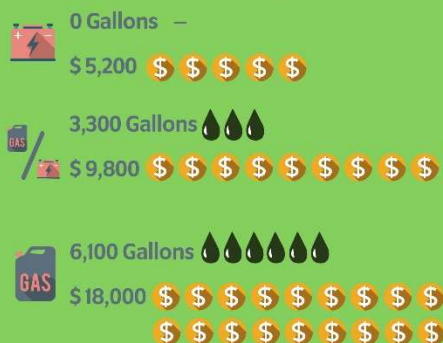 0 Gallons –
$ 5,200 $ $ $ $ $
3,300 Gallons
GAS
$ 9,800 $ $ $ $ $ $ $ $ $
6,100 Gallons
GAS
$ 18,000 $ $ $ $ $ $ $ $ $
$ $ $ $ $ $ $ $ $